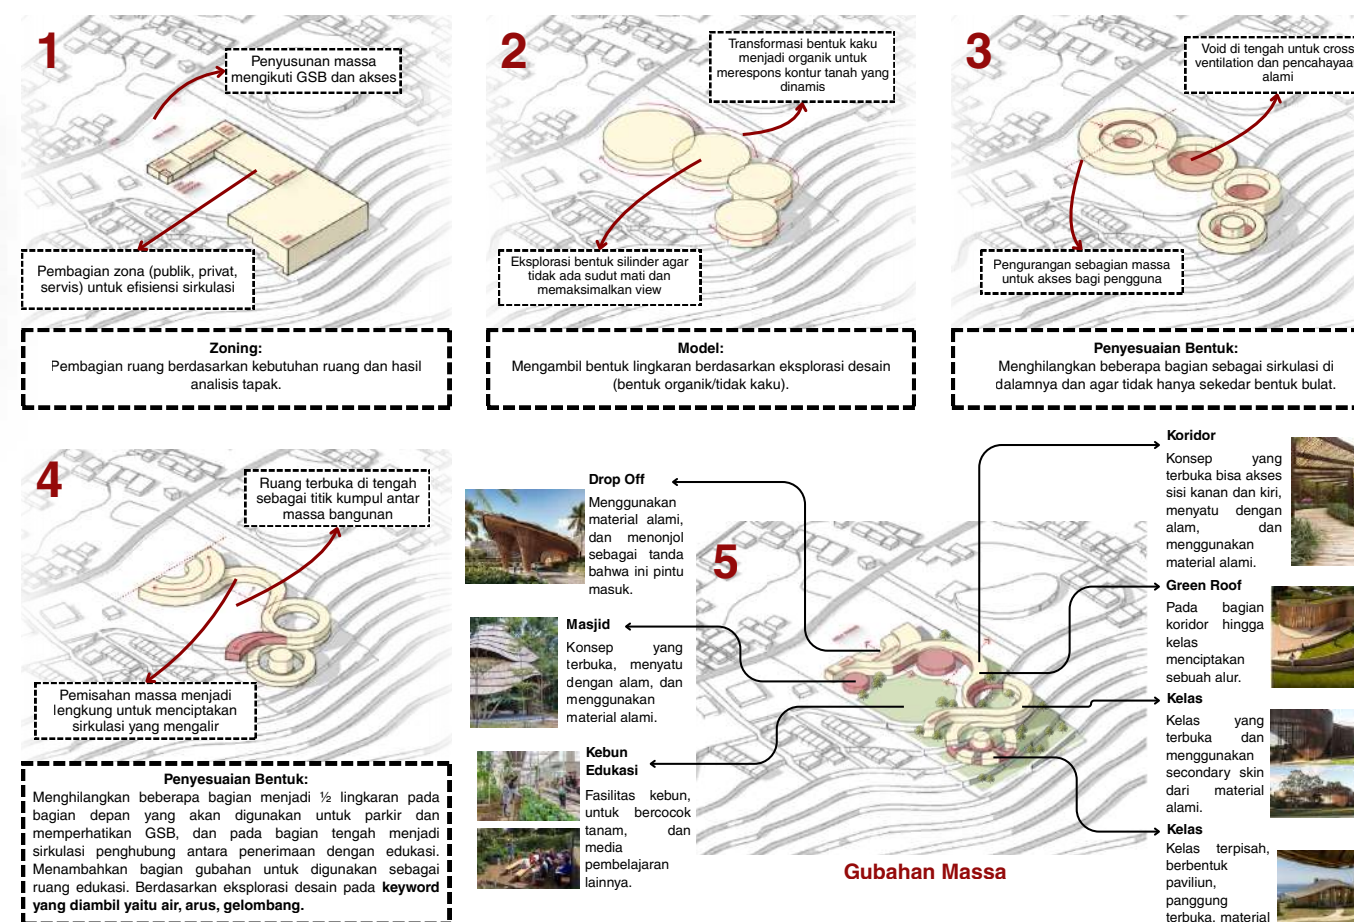 1
Penyusunan massa
mengikuti GSB dan akses
Pembagian zona (publik, privat,
servis) untuk efisiensi sirkulasi
Zoning:
Pembagian ruang berdasarkan kebutuhan ruang dan hasil
analisis tapak.
2
Transformasi bentuk kaku
menjadi organik untuk
merespons kontur tanah yang
dinamis
Eksplorasi bentuk silinder agar
tidak ada sudut mati dan
memaksimalkan view
Model:
Mengambil bentuk lingkaran berdasarkan eksplorasi desain
(bentuk organik/tidak kaku).
3
Void di tengah untuk cross
ventilation dan
alami
Pengurangan sebagian massa
untuk akses bagi pengguna
Penyesuaian Bentuk:
Menghilangkan beberapa bagian sebagai sirkulasi di
dalamnya dan agar tidak hanya sekedar bentuk bulat.
4
Ruang terbuka di tengah
sebagai titik kumpul antar
massa bangunan
Pemisahan massa menjadi
lengkung untuk menciptakan
sirkulasi yang mengalir
Penyesuaian Bentuk:
Menghilangkan beberapa bagian menjadi ½ lingkaran pada
bagian depan yang akan digunakan untuk parkir dan
memperhatikan GSB, dan pada bagian tengah menjadi
sirkulasi penghubung antara penerimaan dengan edukasi.
Menambahkan bagian gubahan untuk digunakan sebagai
ruang edukasi. Berdasarkan eksplorasi desain pada keyword
yang diambil yaitu air, arus, gelombang.
Drop Off
Menggunakan
material alami,
dan menonjol
sebagai tanda
bahwa ini pintu
masuk.
Masjid
Konsep yang
terbuka, menyatu
dengan alam, dan
menggunakan
material alami.
Kebun
Edukasi
Fasilitas kebun,
untuk bercocok
tanam, dan
media
pembelajaran
lainnya.
5
Gubahan Massa
Koridor
Konsep yang
terbuka bisa akses
sisi kanan dan kiri,
menyatu dengan
alam, dan
menggunakan
material alami.
Green Roof
Pada bagian
koridor hingga
kelas
menciptakan
sebuah alur.
Kelas
Kelas yang
terbuka dan
menggunakan
secondary skin
dari material
alami.
Kelas
Kelas terpisah,
berbentuk
paviliun,
panggung
terbuka, material